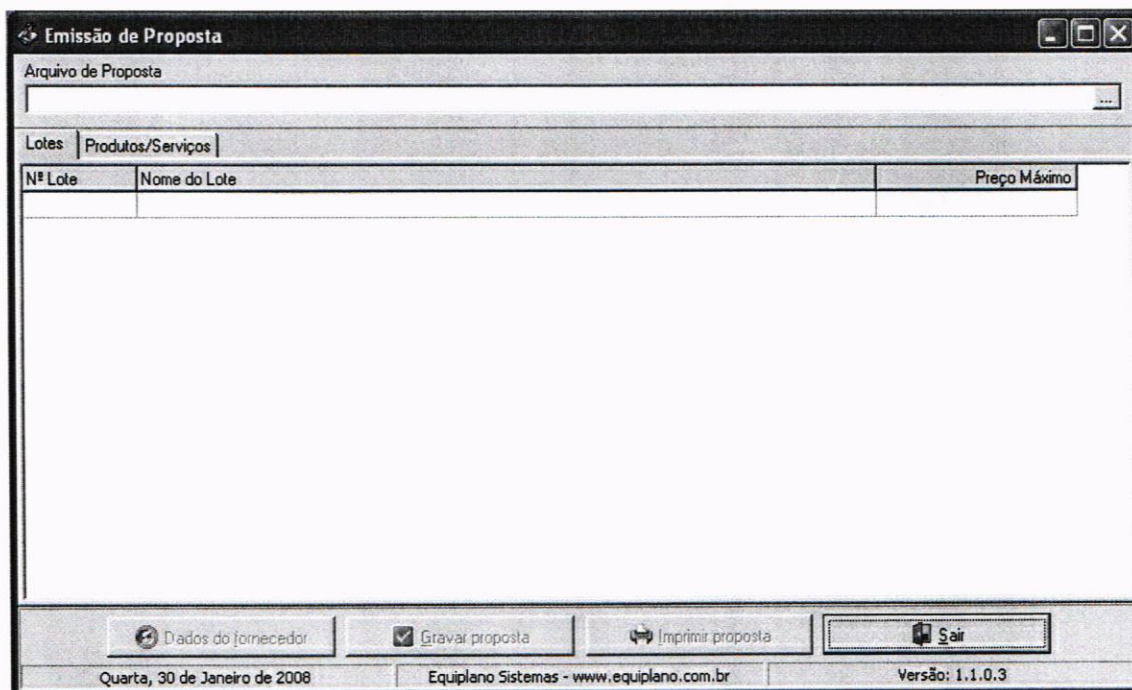 Emissão de Proposta
Arquivo de Proposta
...
Lotes Produtos/Serviços
Nº Lote Nome do Lote Preço Máximo
Dados do fornecedor Gravar proposta Imprimir proposta Sair
Quarta, 30 de Janeiro de 2008 Equiplano Sistemas - www.equiplano.com.br Versão: 1.1.0.3